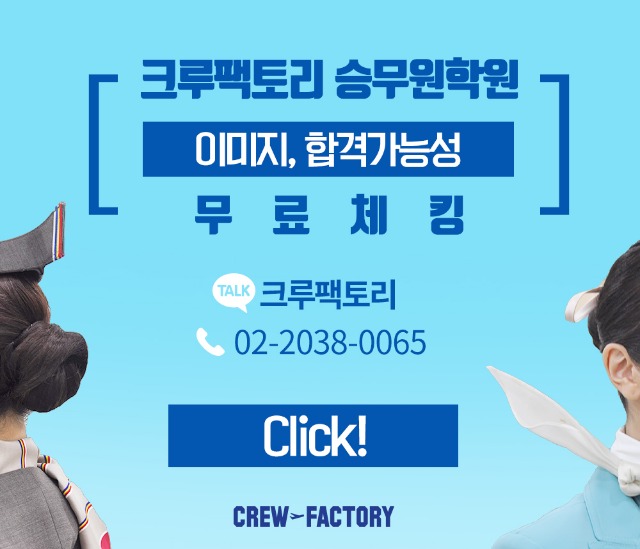 크루팩토리 승무원학원
이미지, 합격가능성
무 료 체 킹
TALK 크루팩토리
02-2038-0065
Click!
CREW FACTORY